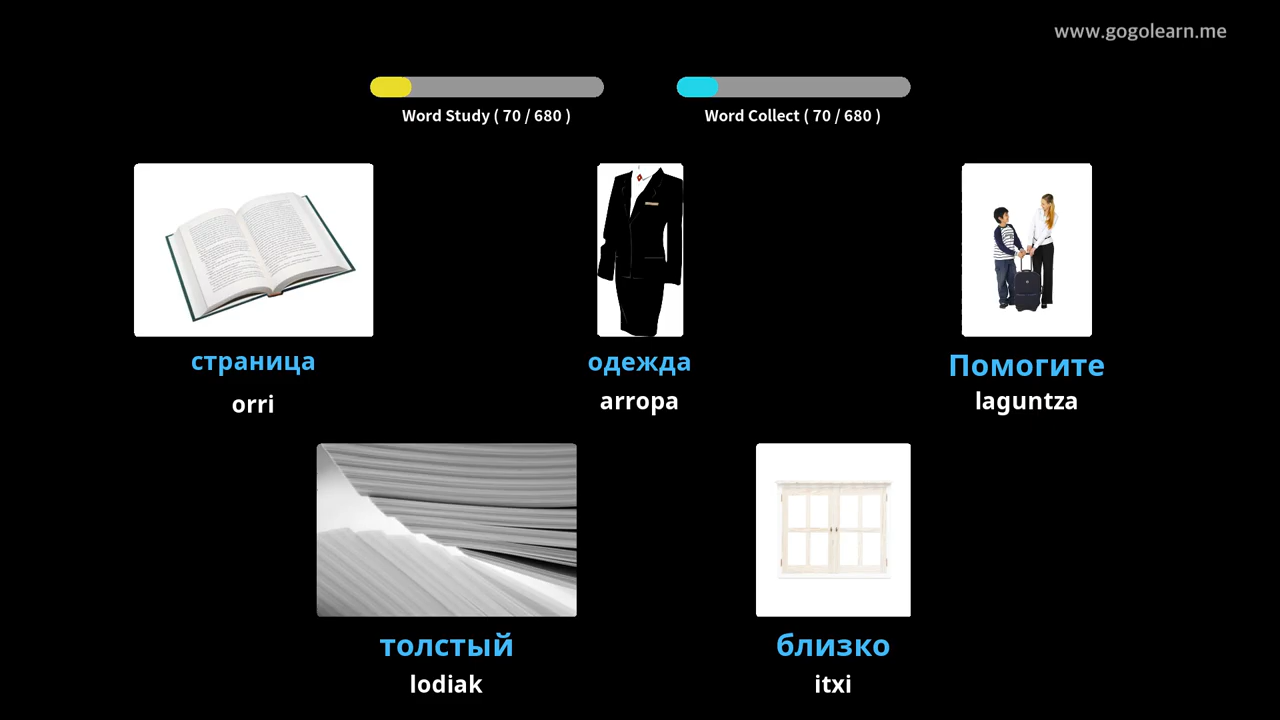 www.gogolearn.me
Word Study ( 70 / 680 )
Word Collect ( 70 / 680 )
страница
orri
одежда
arropa
Помогите
laguntza
толстый
lodiak
близко
itxi